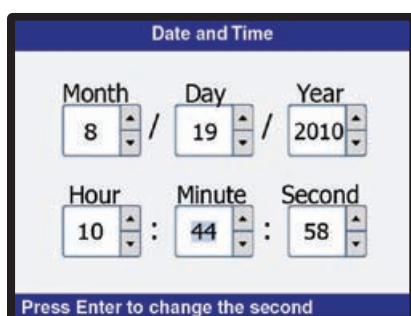 Date and Time
Month Day Year
8 / 19 / 2010
Hour Minute Second
10 : 44 : 58
Press Enter to change the second